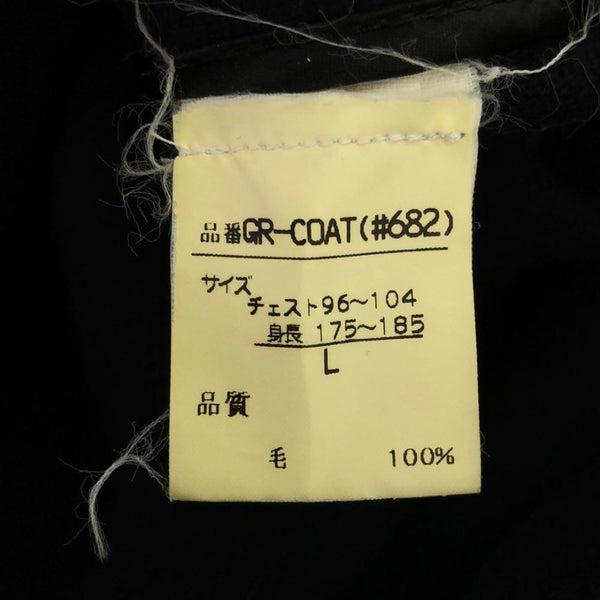 品番GR-COAT(#682)
サイズ
チェスト96〜104
身長 175〜185
L
品質
毛 100%